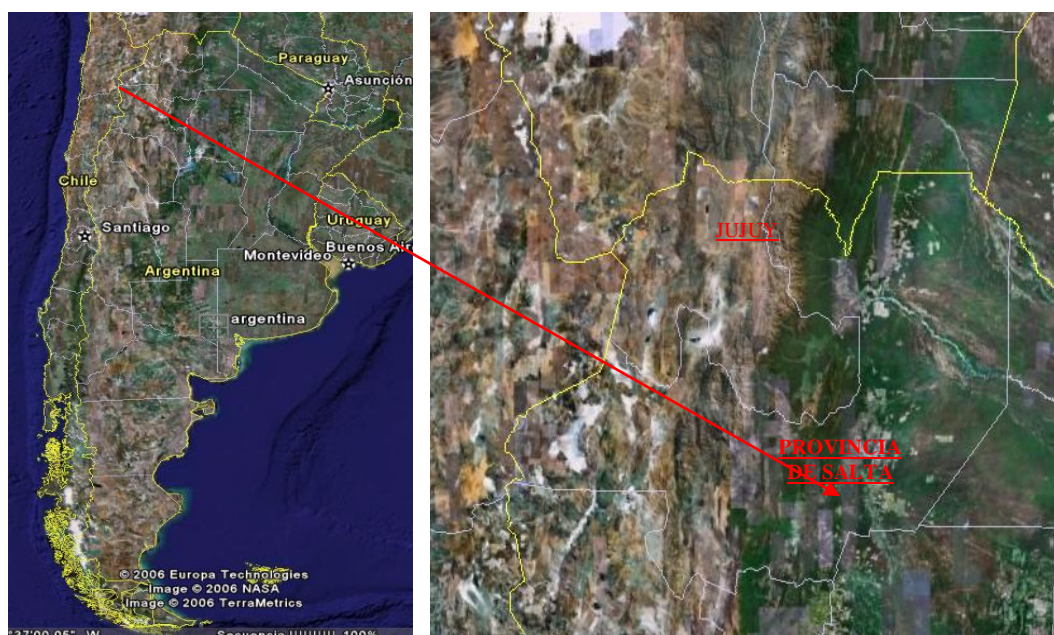 Paraguay
Asunción
Chile
Santiago
Uruguay
Montevideo
Buenos Air
Argentina
argentina
© 2006 Europa Technologies
Image © 2006 NASA
Image © 2006 TerraMetrics
100%
JUJUY
PROVINCIA
DE SALTA